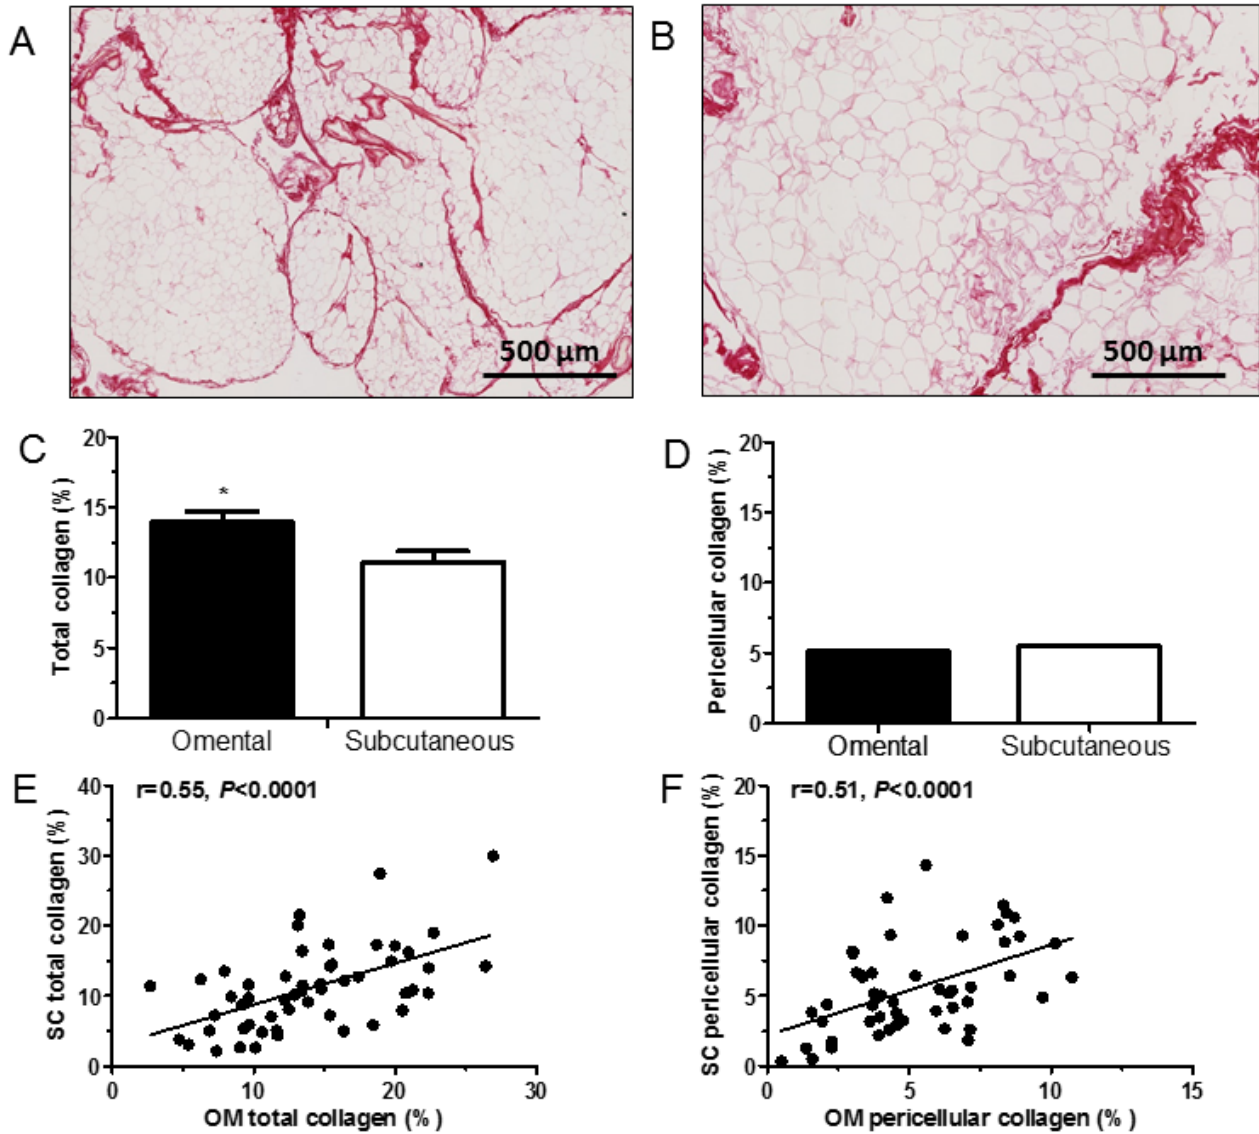 A
500 µm
B
500 µm
C
Total collagen (%)
20
15
10
5
0
*
Omental
Subcutaneous
D
Pericellular collagen (%)
20
15
10
5
0
Omental
Subcutaneous
E
r=0.55, P<0.0001
SC total collagen (%)
40
30
20
10
0
0
10
20
30
OM total collagen (%)
F
r=0.51, P<0.0001
SC pericellular collagen (%)
20
15
10
5
0
0
5
10
15
OM pericellular collagen (%)